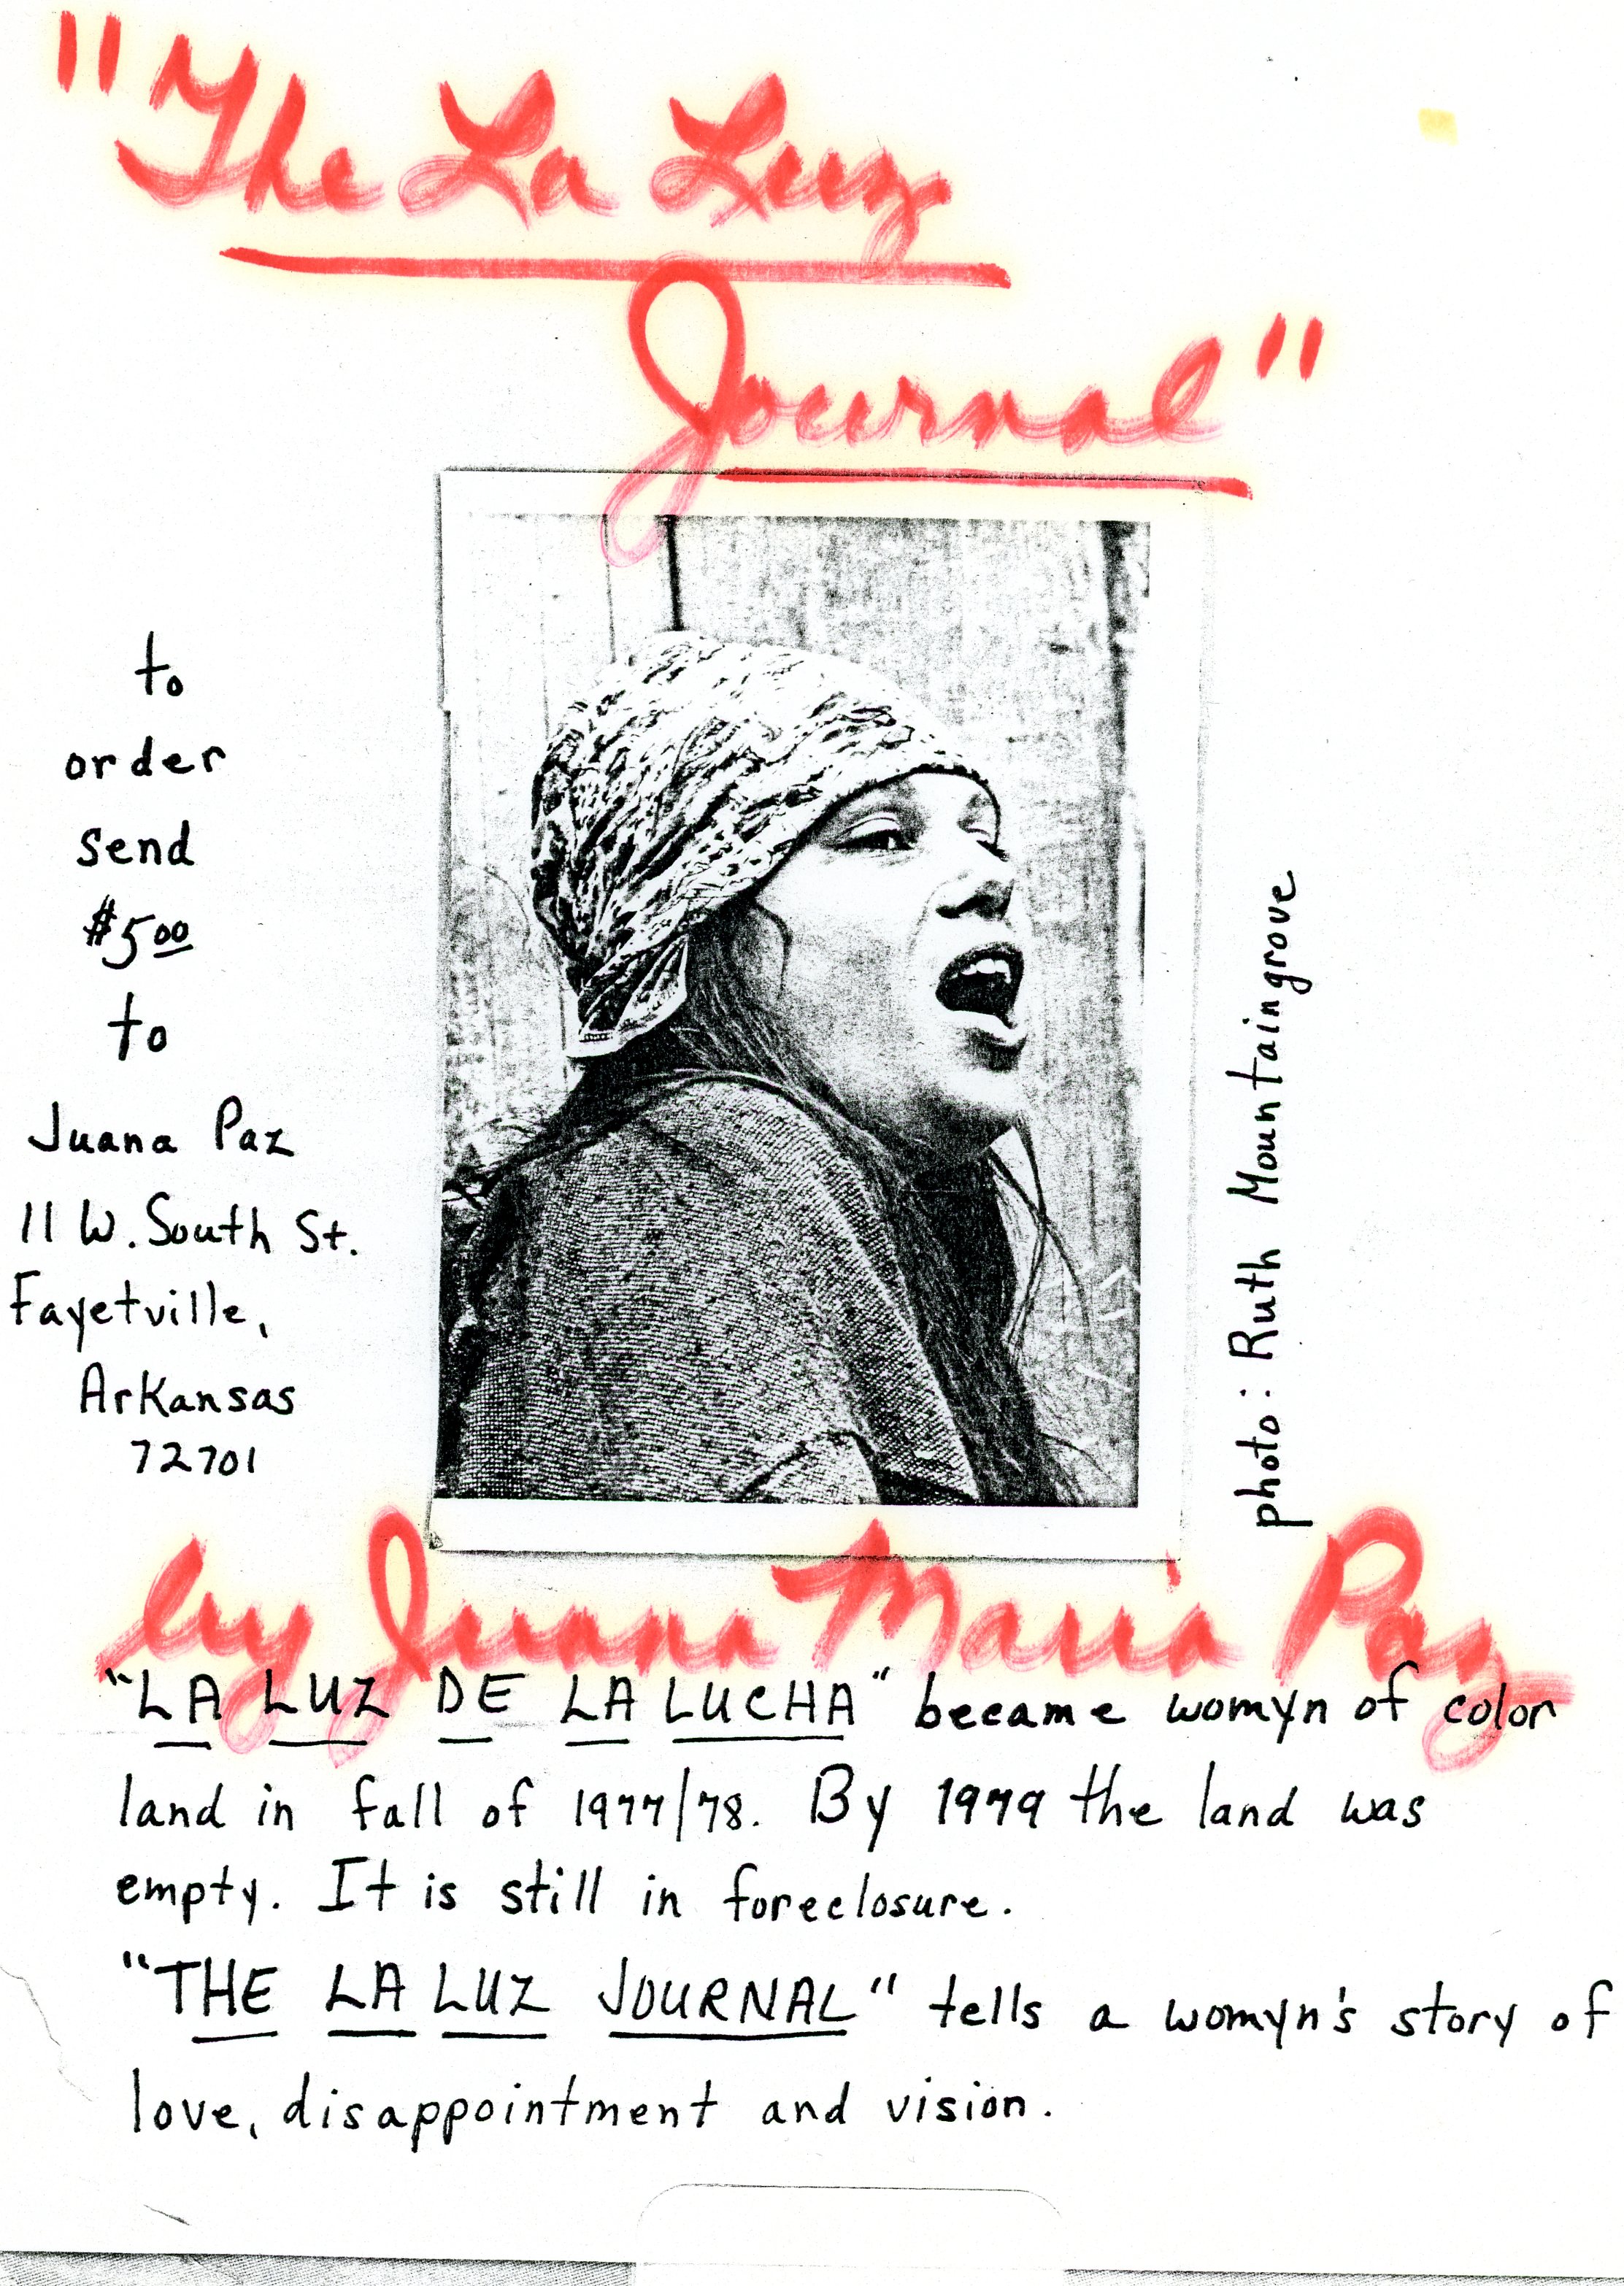 "The La Luz
Journal"
to
order
send
$5.00
to
Juana Paz
11 W. South St.
Fayetville,
Arkansas
72701
photo: Ruth Mountaingrove
by Juana Maria Paz
"LA LUZ DE LA LUCHA" became womyn of color
land in fall of 1977/78. By 1979 the land was
empty. It is still in foreclosure.
"THE LA LUZ JOURNAL" tells a womyn's story of
love, disappointment and vision.